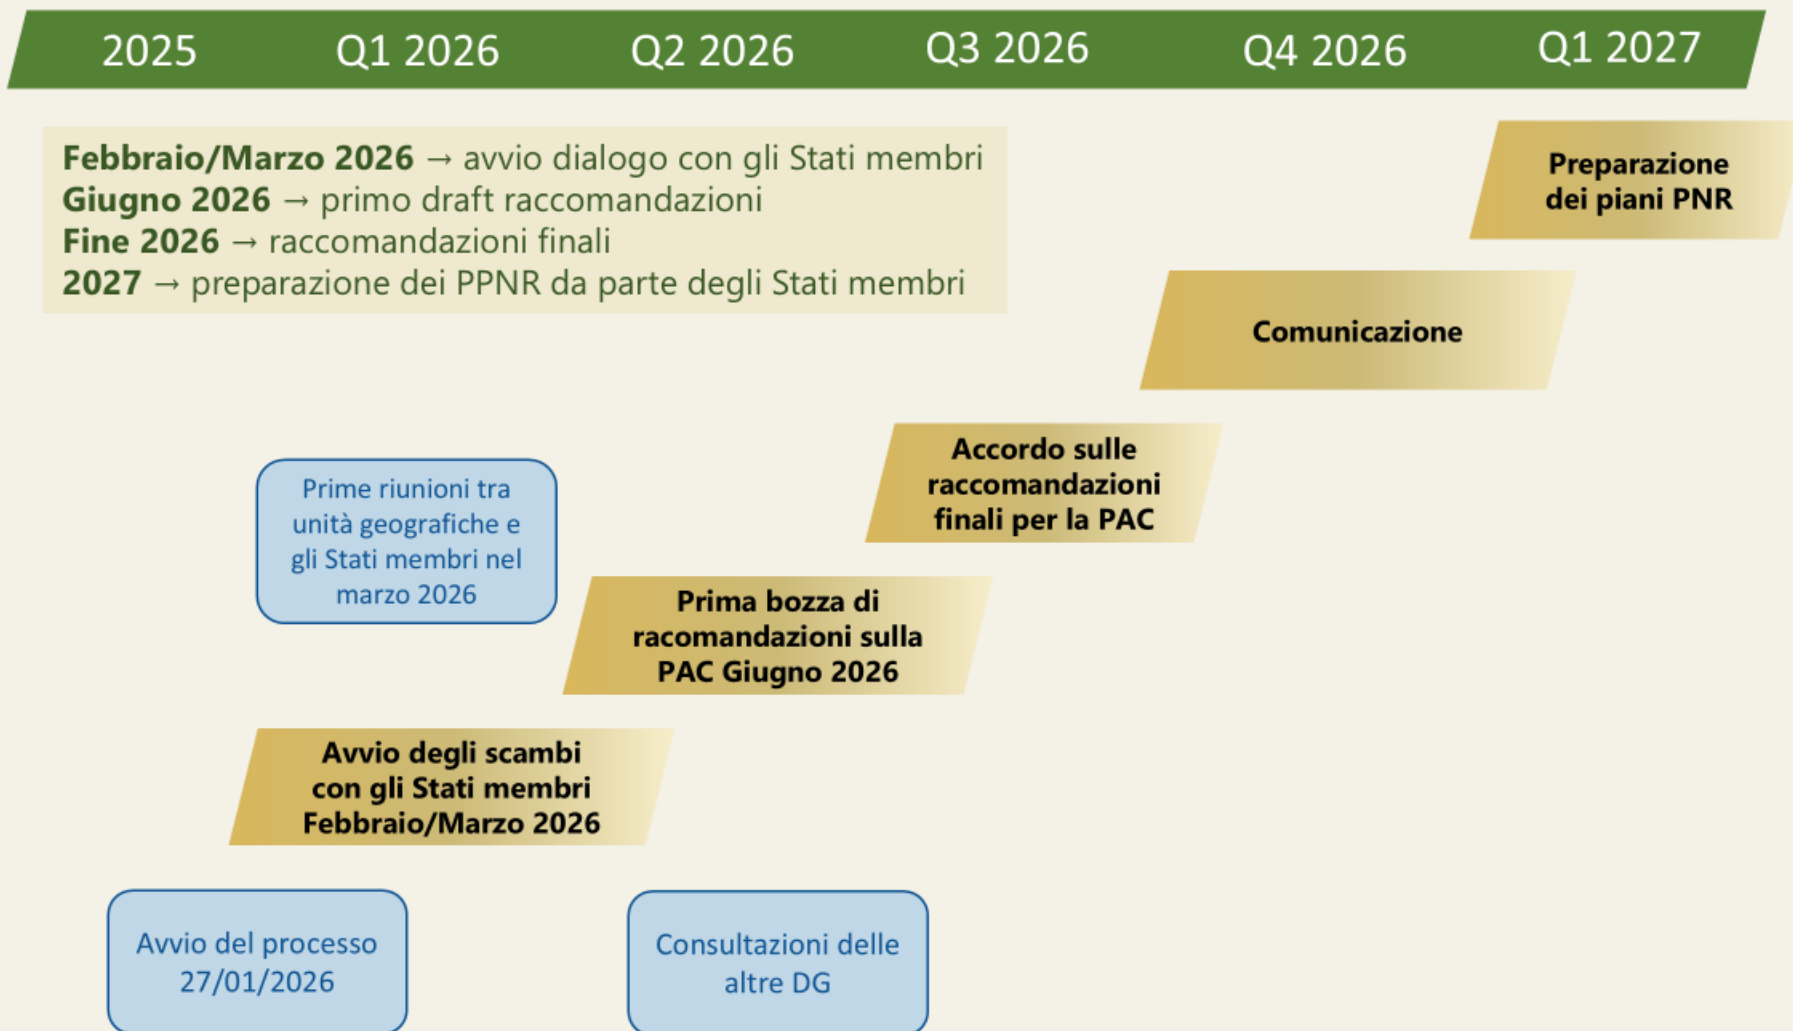 2025
Q1 2026
Q2 2026
Q3 2026
Q4 2026
Q1 2027
Febbraio/Marzo 2026 → avvio dialogo con gli Stati membri
Giugno 2026 → primo draft raccomandazioni
Fine 2026 → raccomandazioni finali
2027 → preparazione dei PPNR da parte degli Stati membri
Preparazione
dei piani PNR
Comunicazione
Accordo sulle
raccomandazioni
finali per la PAC
Prime riunioni tra
unità geografiche e
gli Stati membri nel
marzo 2026
Prima bozza di
racomandazioni sulla
PAC Giugno 2026
Avvio degli scambi
con gli Stati membri
Febbraio/Marzo 2026
Avvio del processo
27/01/2026
Consultazioni delle
altre DG